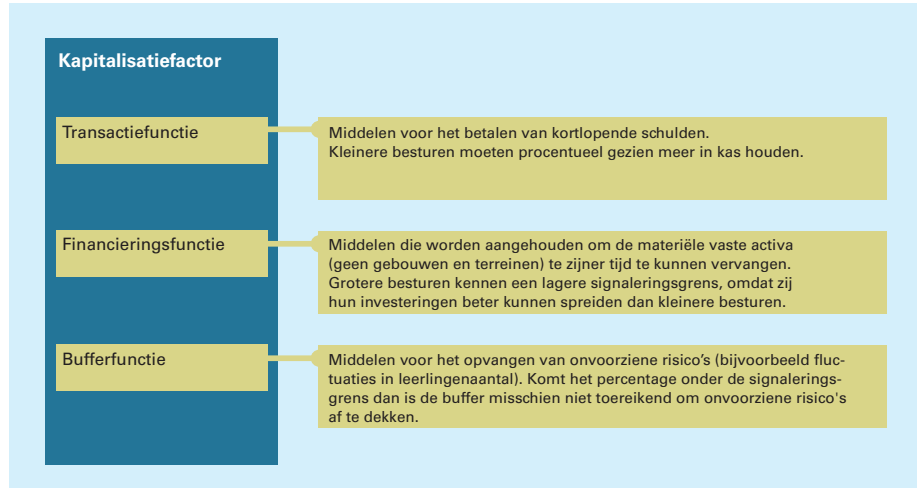 Kapitalisatiefactor
Transactiefunctie
Middelen voor het betalen van kortlopende schulden.
Kleinere besturen moeten procentueel gezien meer in kas houden.
Financieringsfunctie
Middelen die worden aangehouden om de materiële vaste activa
(geen gebouwen en terreinen) te zijner tijd te kunnen vervangen.
Grotere besturen kennen een lagere signaleringsgrens, omdat zij
hun investeringen beter kunnen spreiden dan kleinere besturen.
Bufferfunctie
Middelen voor het opvangen van onvoorziene risico’s (bijvoorbeeld fluc-
tuaties in leerlingenaantal). Komt het percentage onder de signalerings-
grens dan is de buffer misschien niet toereikend om onvoorziene risico's
af te dekken.